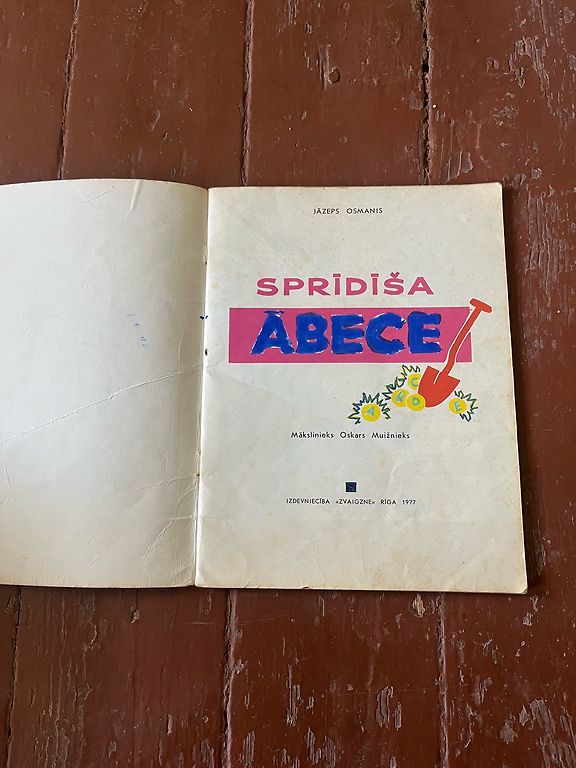 JĀZEPS OSMANIS
SPRĪDĪŠA
ĀBECE
A B C D E
Mākslinieks Oskars Muižnieks
IZDEVNIECĪBA «ZVAIGZNE» RĪGA 1977